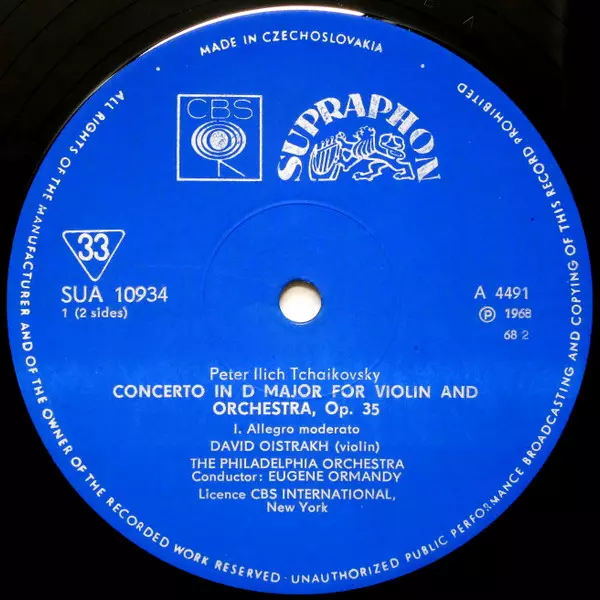 MADE IN CZECHOSLOVAKIA
ALL RIGHTS OF THE MANUFACTURER AND OF THE OWNER OF THE RECORDED WORK RESERVED · UNAUTHORIZED PUBLIC PERFORMANCE BROADCASTING AND COPYING OF THIS RECORD PROHIBITED
CBS
SUPRAPHON
33
SUA 10934
1 (2 sides)
A 4491
Ⓟ 1968
68 2
Peter Ilich Tchaikovsky
CONCERTO IN D MAJOR FOR VIOLIN AND
ORCHESTRA, Op. 35
I. Allegro moderato
DAVID OISTRAKH (violin)
THE PHILADELPHIA ORCHESTRA
Conductor: EUGENE ORMANDY
Licence CBS INTERNATIONAL,
New York